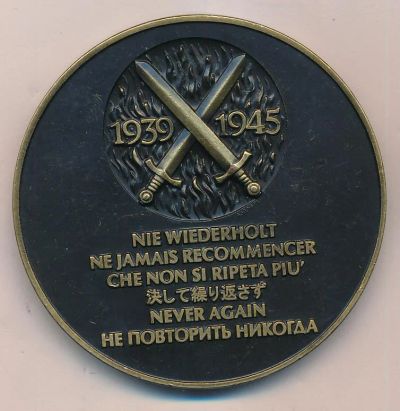 1939 1945
NIE WIEDERHOLT
NE JAMAIS RECOMMENCER
CHE NON SI RIPETA PIU'
決して繰り返さず
NEVER AGAIN
НЕ ПОВТОРИТЬ НИКОГДА